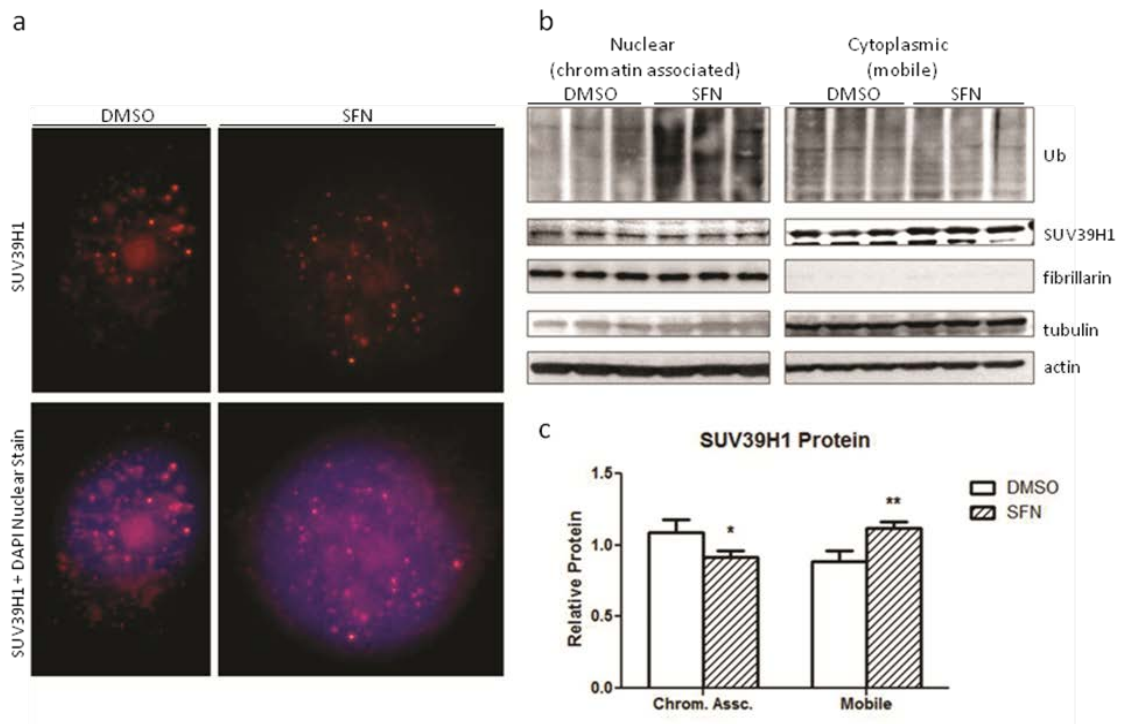 a
DMSO SFN
SUV39H1
SUV39H1 + DAPI Nuclear Stain
b
Nuclear
(chromatin associated)
Cytoplasmic
(mobile)
DMSO SFN DMSO SFN
Ub
SUV39H1
fibrillarin
tubulin
actin
c
SUV39H1 Protein
Relative Protein
1.5
1.0
0.5
0.0
* **
Chrom. Assc. Mobile
DMSO
SFN